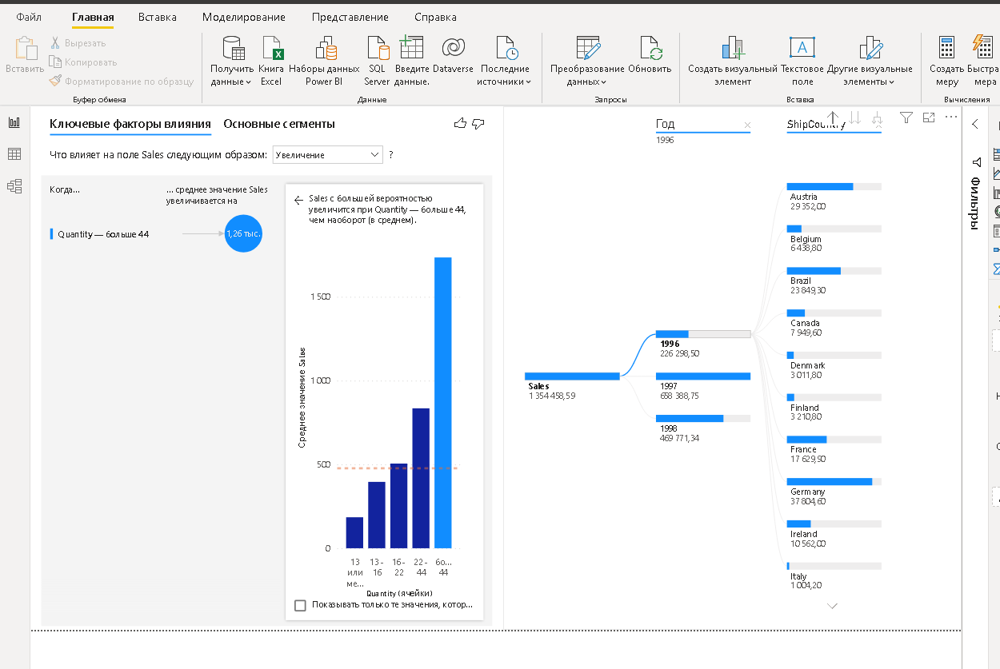 Файл Главная Вставка Моделирование Представление Справка
Вставить
Вырезать
Копировать
Форматирование по образцу
Буфер обмена
Получить данные
Книга Excel
Наборы данных Power BI
SQL Server
Введите данные.
Dataverse
Последние источники
Данные
Преобразование данных
Обновить
Запросы
Создать визуальный элемент
Текстовое поле
Другие визуальные элементы
Вставка
Создать меру
Быстра мера
Вычисления
Ключевые факторы влияния Основные сегменты
Что влияет на поле Sales следующим образом: Увеличение ?
Когда...
... среднее значение Sales
увеличивается на
Quantity — больше 44
1,26 тыс.
Sales с большей вероятностью
увеличится при Quantity — больше 44,
чем наоборот (в среднем).
Среднее значение Sales
1 500
1 000
500
0
13 или ме...
13 - 16
16 - 22
22 - 44
бо... 44
Quantity (ячейки)
Показывать только те значения, котор...
Sales
1 354 458,59
Год
1996
1996
226 298,50
1997
658 388,75
1998
469 771,34
ShipCountry
Austria
29 352,00
Belgium
6 438,80
Brazil
23 849,30
Canada
7 949,60
Denmark
3 011,80
Finland
3 210,80
France
17 629,90
Germany
37 804,60
Ireland
10 562,00
Italy
1 004,20
Фильтры